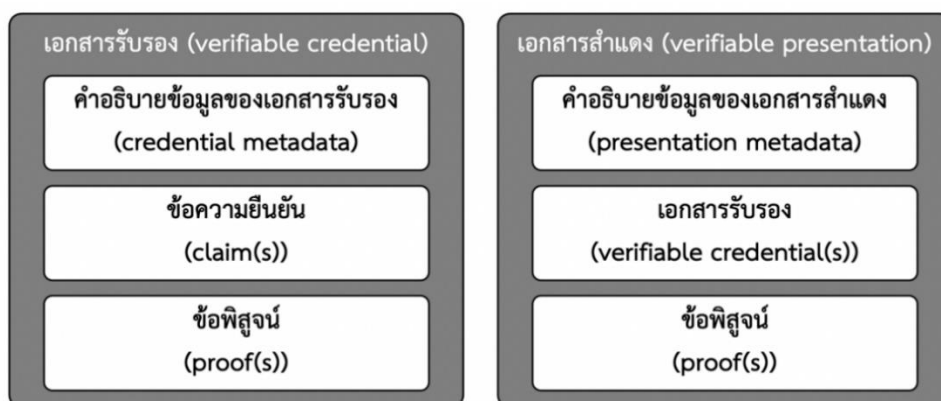 เอกสารรับรอง (verifiable credential)
คำอธิบายข้อมูลของเอกสารรับรอง
(credential metadata)
ข้อความยืนยัน
(claim(s))
ข้อพิสูจน์
(proof(s))
เอกสารสำแดง (verifiable presentation)
คำอธิบายข้อมูลของเอกสารสำแดง
(presentation metadata)
เอกสารรับรอง
(verifiable credential(s))
ข้อพิสูจน์
(proof(s))